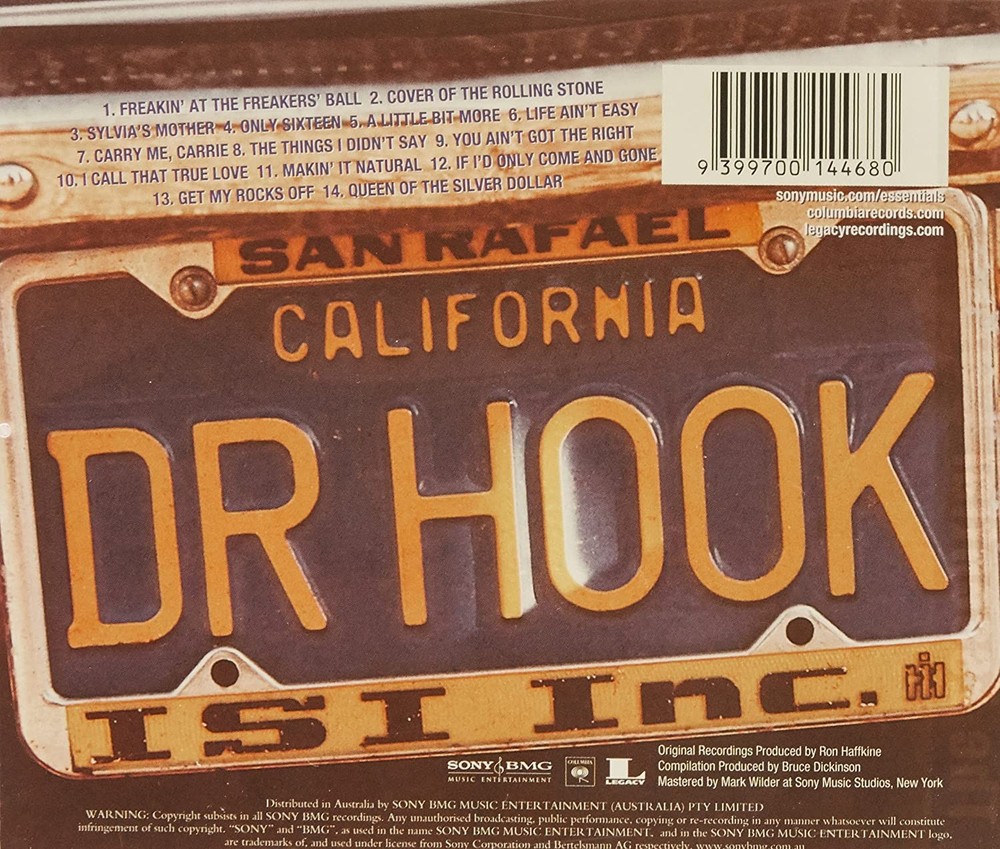 1. FREAKIN' AT THE FREAKERS' BALL 2. COVER OF THE ROLLING STONE
3. SYLVIA'S MOTHER 4. ONLY SIXTEEN 5. A LITTLE BIT MORE 6. LIFE AIN'T EASY
7. CARRY ME, CARRIE 8. THE THINGS I DIDN'T SAY 9. YOU AIN'T GOT THE RIGHT
10. I CALL THAT TRUE LOVE 11. MAKIN' IT NATURAL 12. IF I'D ONLY COME AND GONE
13. GET MY ROCKS OFF 14. QUEEN OF THE SILVER DOLLAR
9 399700 144680
sonymusic.com/essentials
columbiarecords.com
legacyrecordings.com
SAN RAFAEL
CALIFORNIA
DR HOOK
ISI Inc.
SONY BMG
MUSIC ENTERTAINMENT
COLUMBIA
L
LEGACY
Original Recordings Produced by Ron Haffkine
Compilation Produced by Bruce Dickinson
Mastered by Mark Wilder at Sony Music Studios, New York
Distributed in Australia by SONY BMG MUSIC ENTERTAINMENT (AUSTRALIA) PTY LIMITED
WARNING: Copyright subsists in all SONY BMG recordings. Any unauthorised broadcasting, public performance, copying or re-recording in any manner whatsoever will constitute
infringement of such copyright. "SONY" and "BMG", as used in the name SONY BMG MUSIC ENTERTAINMENT, and in the SONY BMG MUSIC ENTERTAINMENT logo,
are trademarks of, and used under license from Sony Corporation and Bertelsmann AG respectively. www.sonybmg.com.au